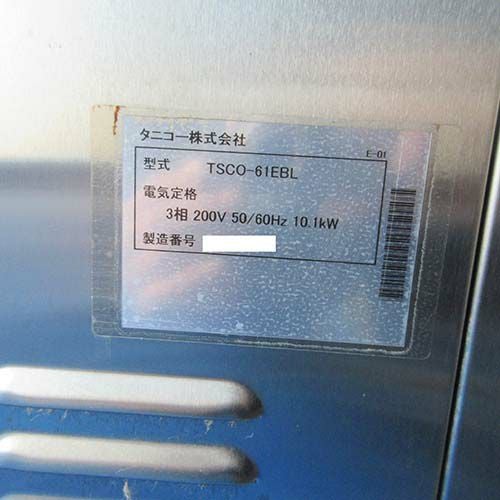 タニコー株式会社
E-01
型式 TSCO-61EBL
電気定格
3相 200V 50/60Hz 10.1kW
製造番号